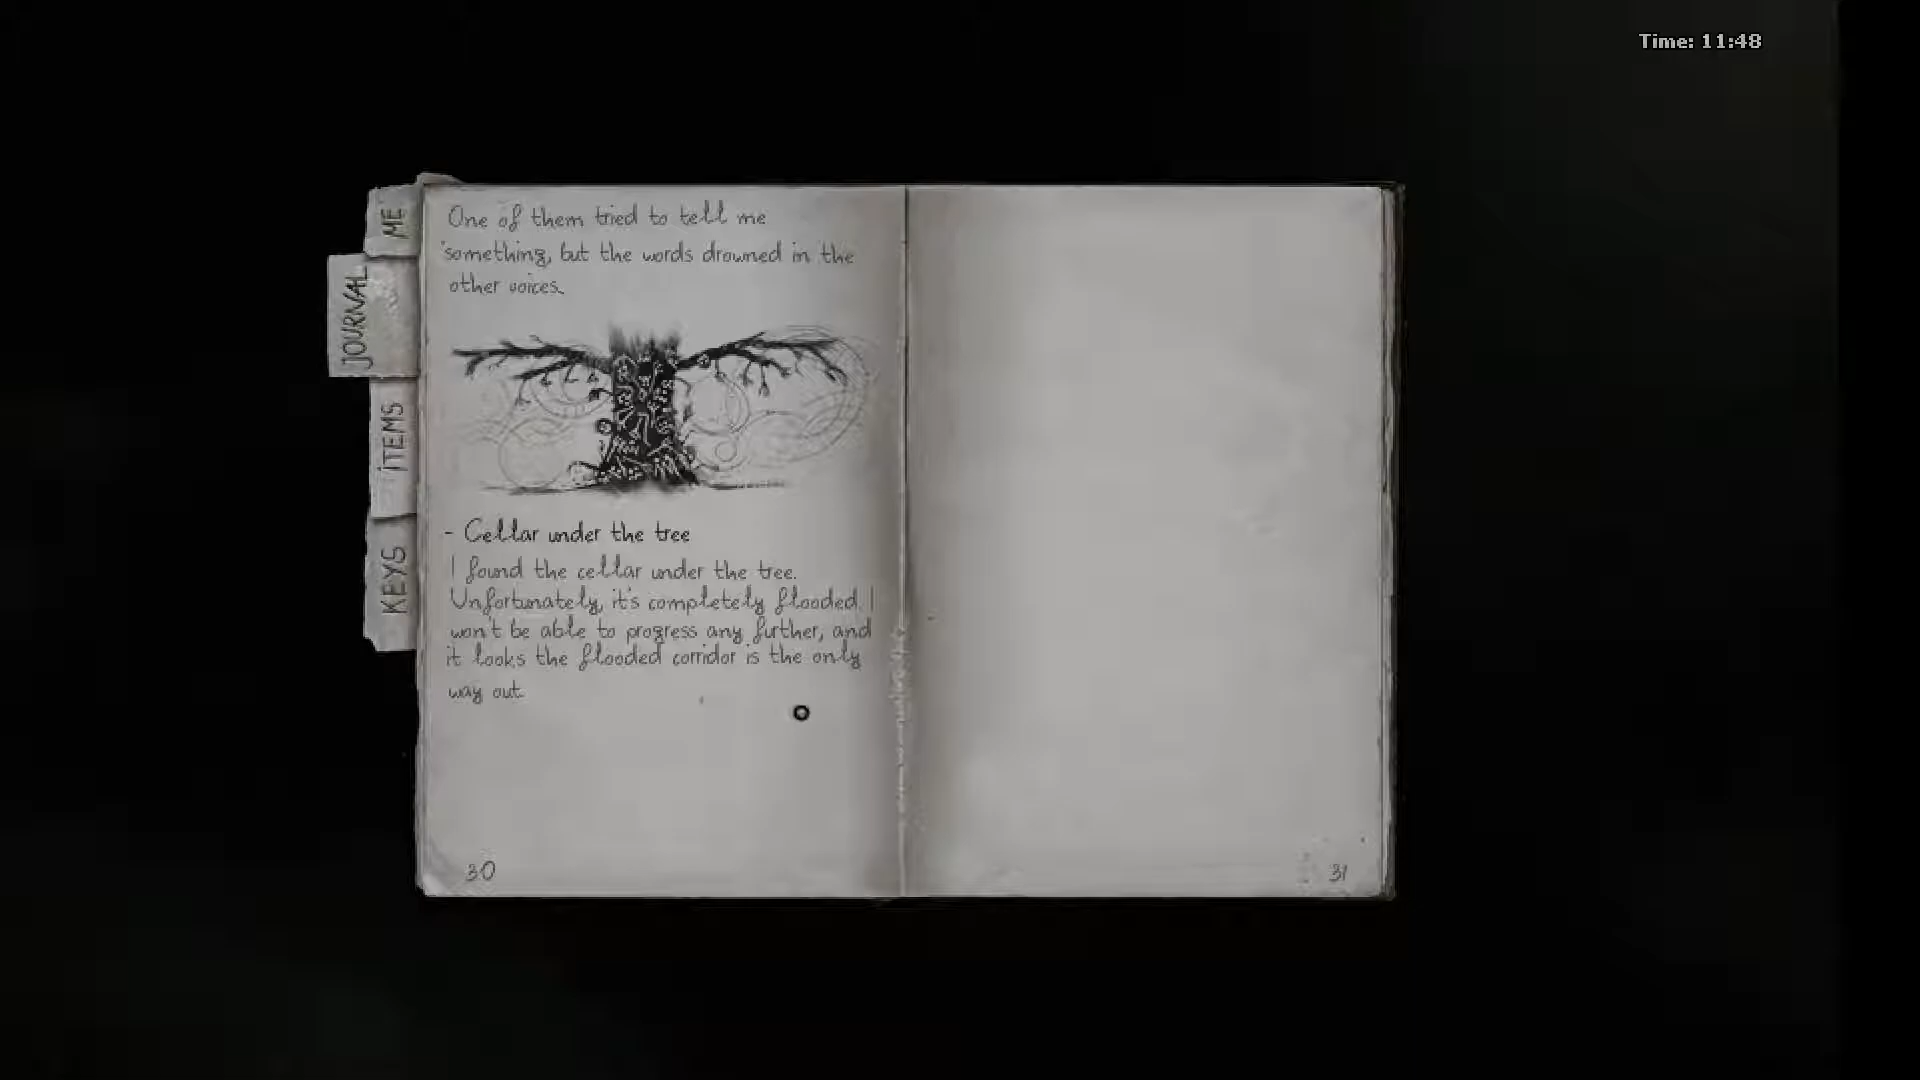 Time: 11:48
ME
JOURNAL
ITEMS
KEYS
One of them tried to tell me
something, but the words drowned in the
other voices.
- Cellar under the tree
I found the cellar under the tree.
Unfortunately, it's completely flooded. I
won't be able to progress any further, and
it looks the flooded corridor is the only
way out.
30
31